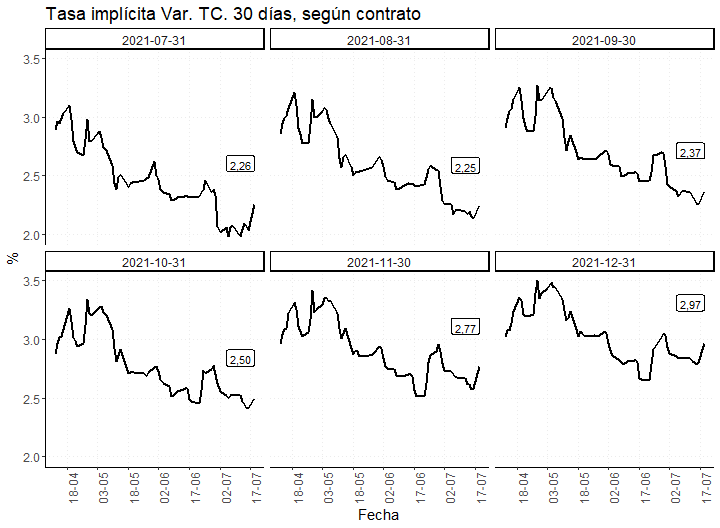 Tasa implícita Var. TC. 30 días, según contrato
2021-07-31 2021-08-31 2021-09-30
3.5
3.0
2.5
2.0
2,26 2,25 2,37
%
2021-10-31 2021-11-30 2021-12-31
3.5
3.0
2.5
2.0
2,50 2,77 2,97
18-04 03-05 18-05 02-06 17-06 02-07 17-07 18-04 03-05 18-05 02-06 17-06 02-07 17-07 18-04 03-05 18-05 02-06 17-06 02-07 17-07
Fecha